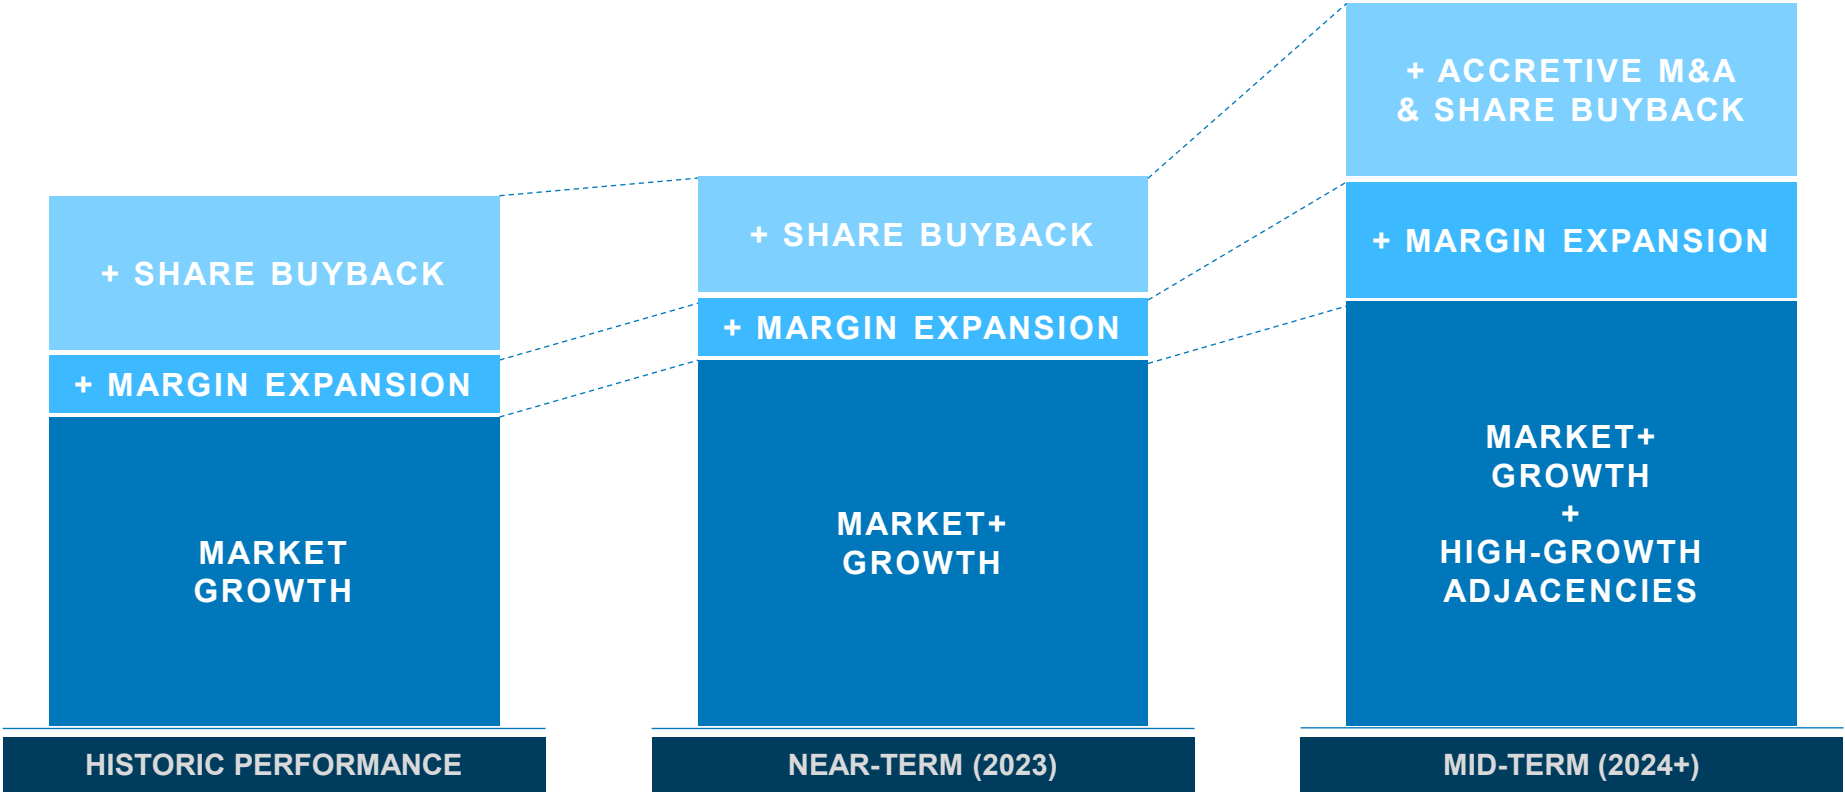 + SHARE BUYBACK
+ MARGIN EXPANSION
MARKET
GROWTH
HISTORIC PERFORMANCE
+ SHARE BUYBACK
+ MARGIN EXPANSION
MARKET+
GROWTH
NEAR-TERM (2023)
+ ACCRETIVE M&A
& SHARE BUYBACK
+ MARGIN EXPANSION
MARKET+
GROWTH
+
HIGH-GROWTH
ADJACENCIES
MID-TERM (2024+)